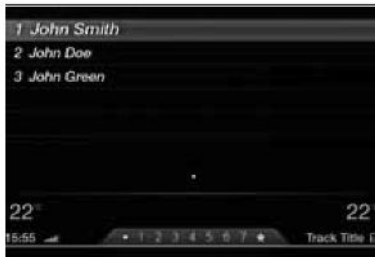 1 John Smith
2 John Doe
3 John Green
22° 22°
15:55 • 1 2 3 4 5 6 7 ★ Track Title E